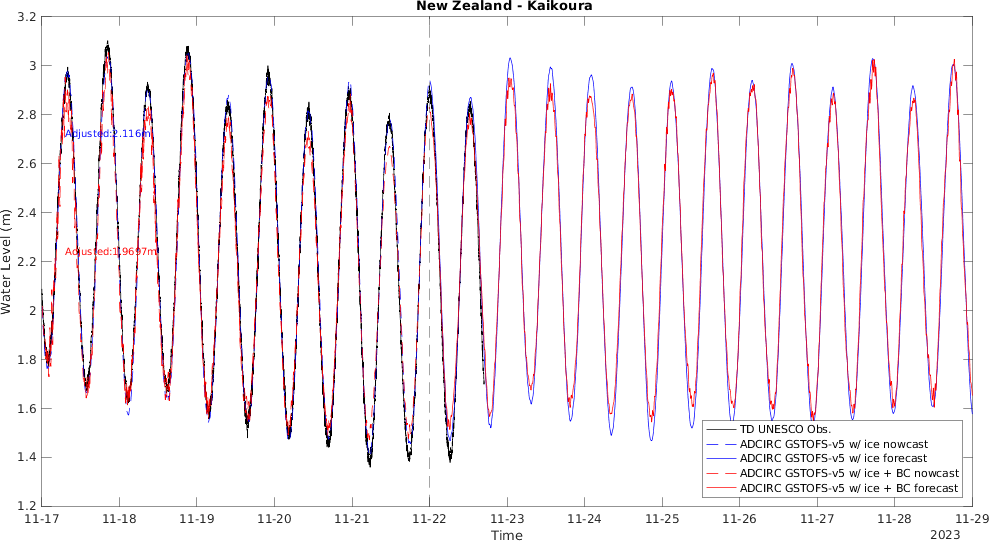 New Zealand - Kaikoura
3.2
3
2.8
2.6
2.4
2.2
2
1.8
1.6
1.4
1.2
Water Level (m)
Adjusted:2.116m
Adjusted:1.9697m
TD UNESCO Obs.
ADCIRC GSTOFS-v5 w/ ice nowcast
ADCIRC GSTOFS-v5 w/ ice forecast
ADCIRC GSTOFS-v5 w/ ice + BC nowcast
ADCIRC GSTOFS-v5 w/ ice + BC forecast
11-17 11-18 11-19 11-20 11-21 11-22 11-23 11-24 11-25 11-26 11-27 11-28 11-29
Time
2023